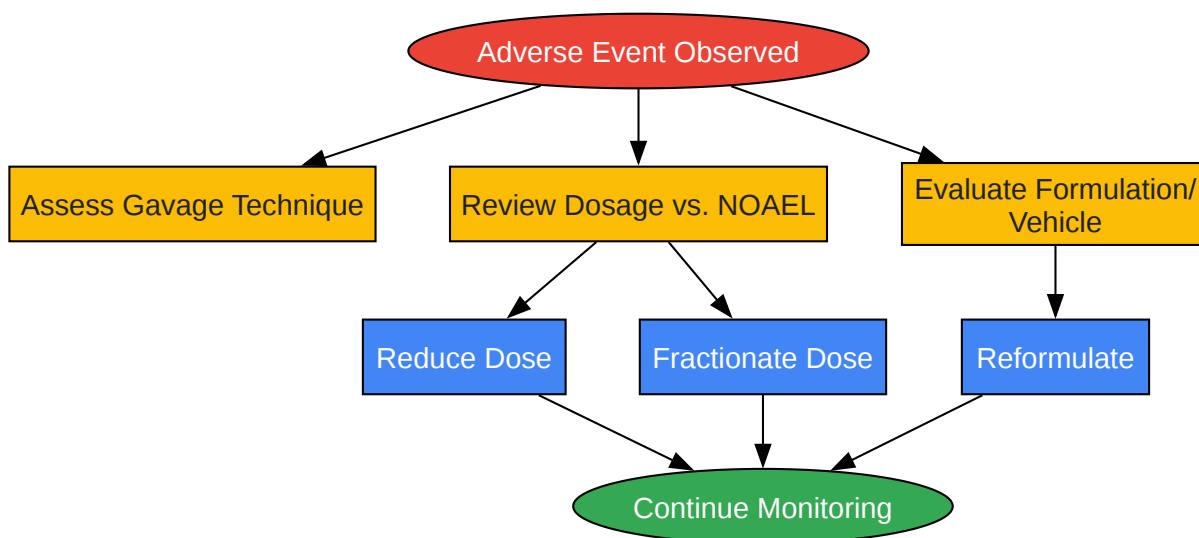 Adverse Event Observed
Assess Gavage Technique
Review Dosage vs. NOAEL
Evaluate Formulation/
Vehicle
Reduce Dose
Fractionate Dose
Reformulate
Continue Monitoring